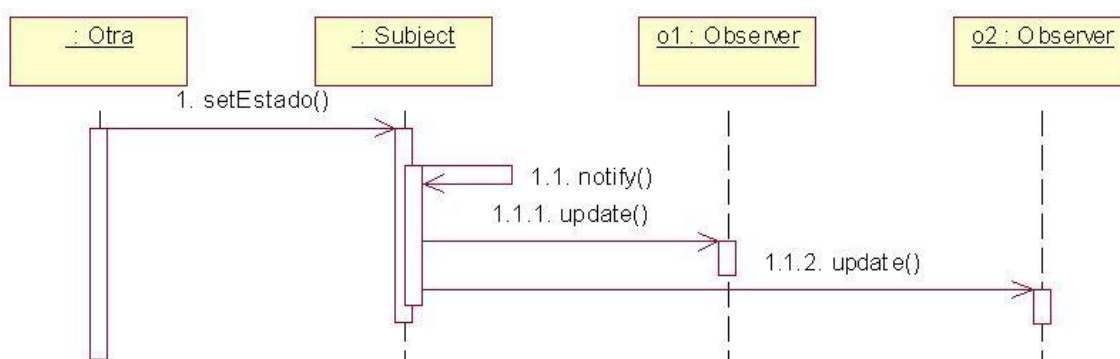 : Otra
: Subject
o1 : Observer
o2 : Observer
1. setEstado()
1.1. notify()
1.1.1. update()
1.1.2. update()